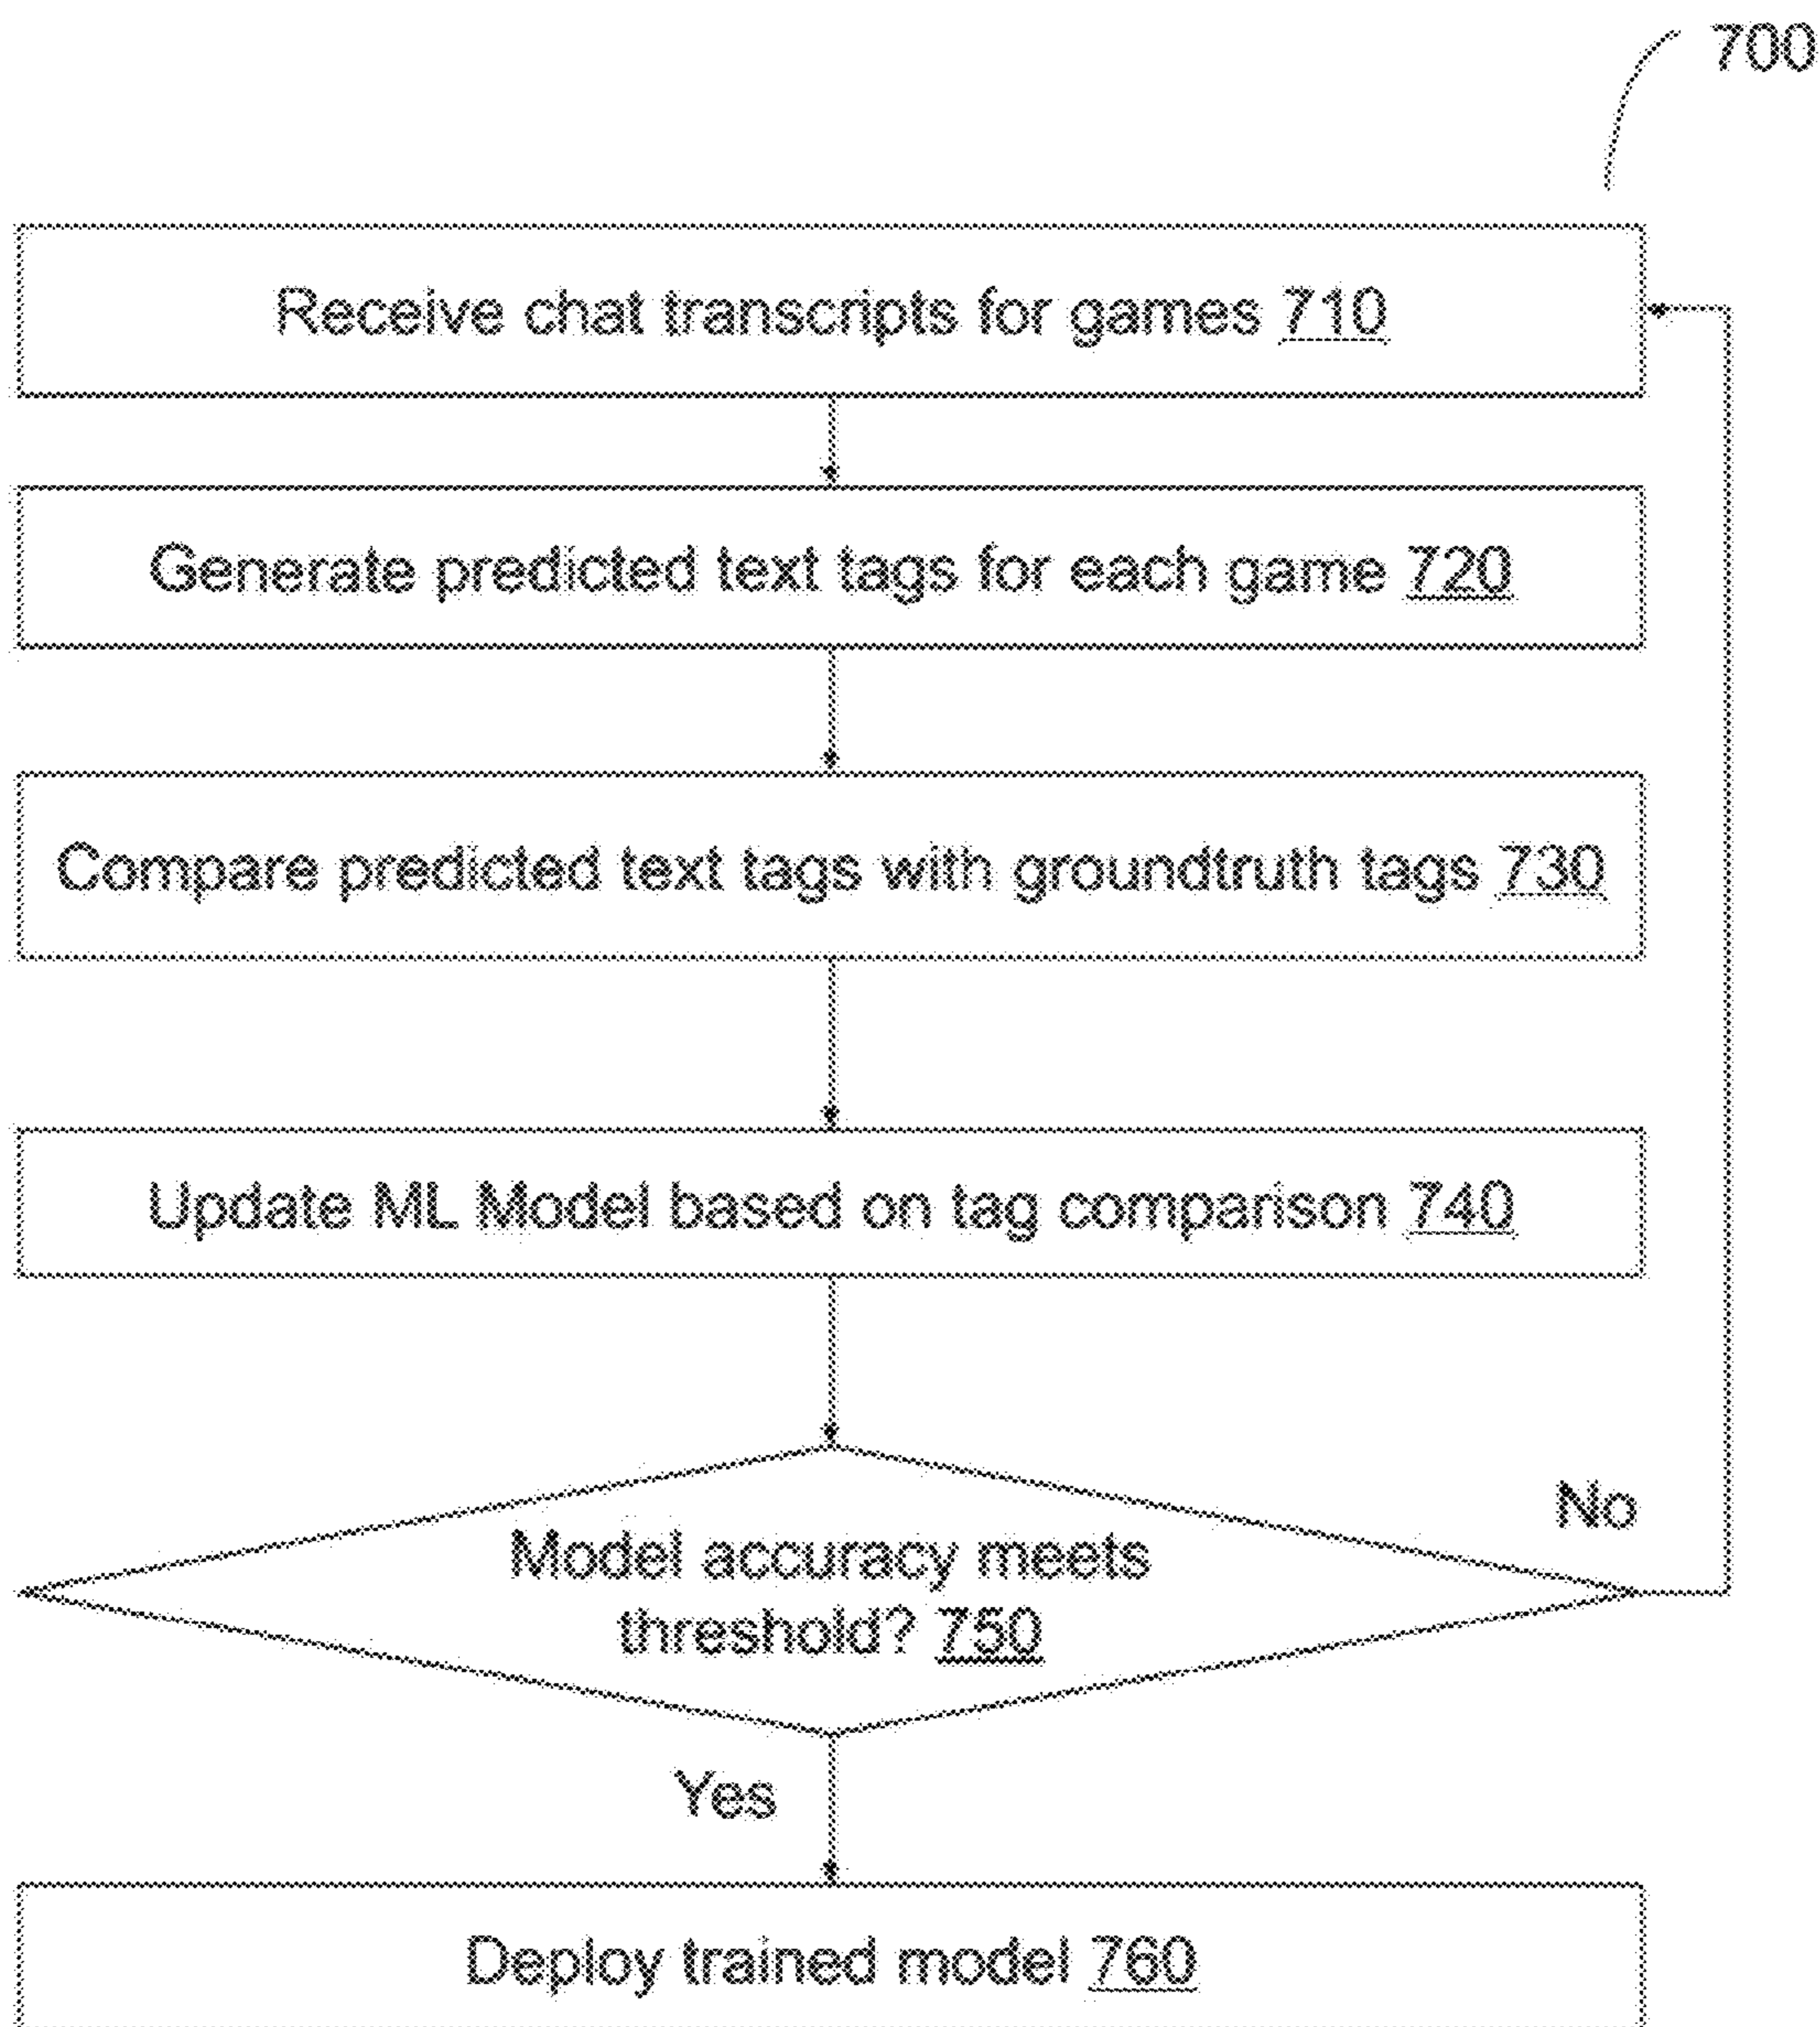 700
Receive chat transcripts for games 710
Generate predicted text tags for each game 720
Compare predicted text tags with groundtruth tags 730
Update ML Model based on tag comparison 740
No
Model accuracy meets
threshold? 750
Yes
Deploy trained model 760